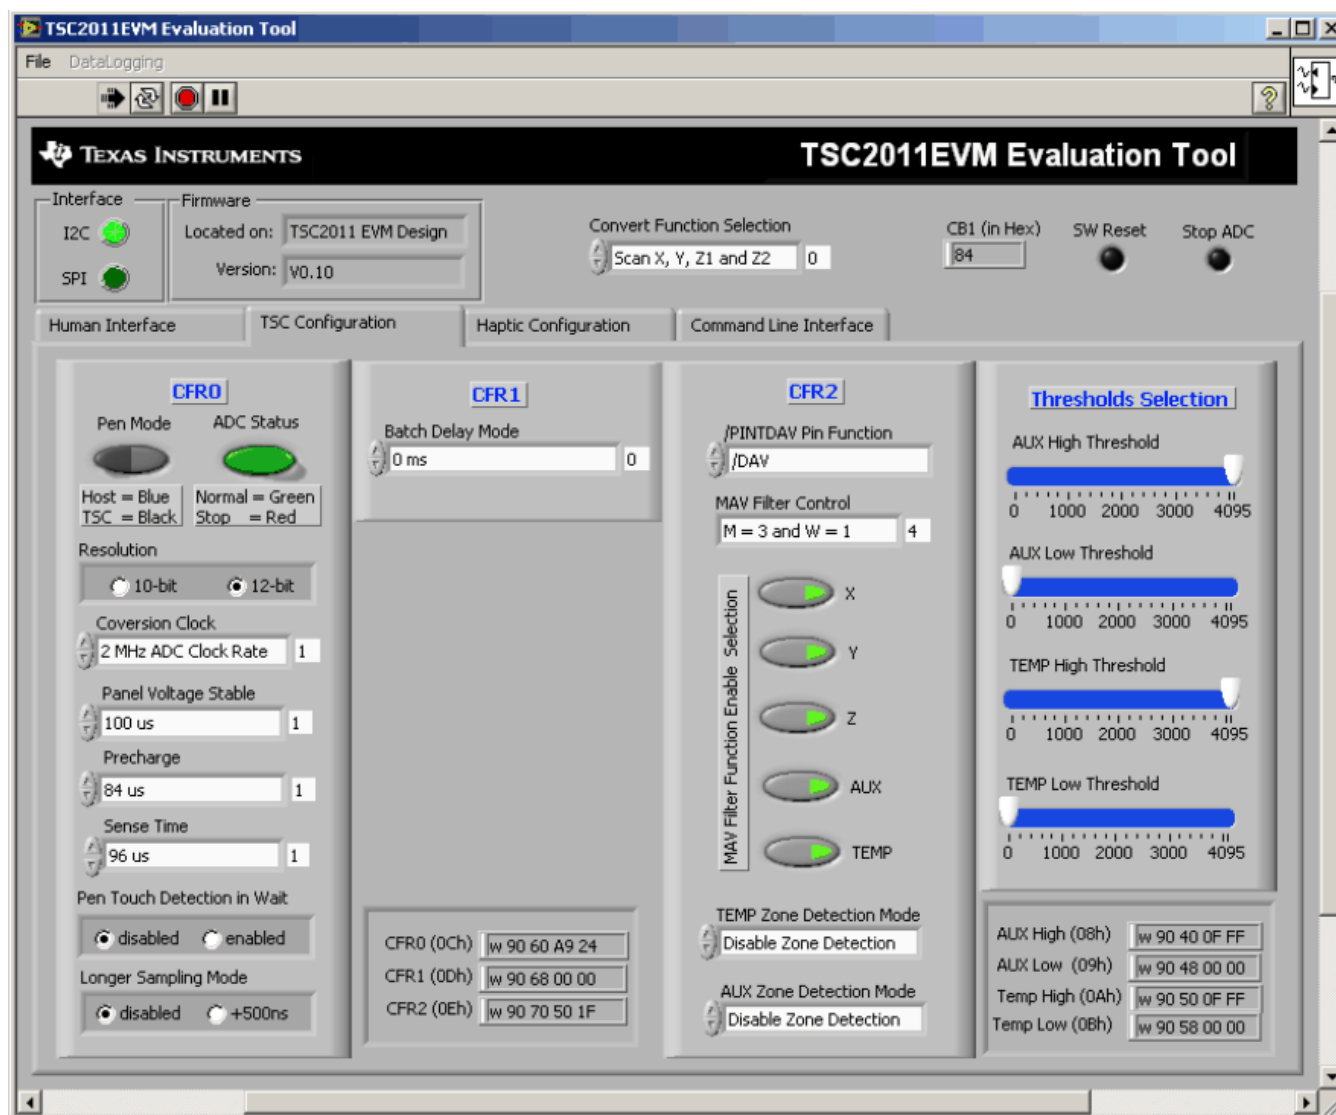 TSC2011EVM Evaluation Tool
File DataLogging
TEXAS INSTRUMENTS
TSC2011EVM Evaluation Tool
Interface
I2C
SPI
Firmware
Located on: TSC2011 EVM Design
Version: V0.10
Convert Function Selection
Scan X, Y, Z1 and Z2 0
CB1 (in Hex)
84
SW Reset
Stop ADC
Human Interface
TSC Configuration
Haptic Configuration
Command Line Interface
CFR0
Pen Mode
ADC Status
Host = Blue
TSC = Black
Normal = Green
Stop = Red
Resolution
10-bit 12-bit
Coversion Clock
2 MHz ADC Clock Rate 1
Panel Voltage Stable
100 us 1
Precharge
84 us 1
Sense Time
96 us 1
Pen Touch Detection in Wait
disabled enabled
Longer Sampling Mode
disabled +500ns
CFR1
Batch Delay Mode
0 ms 0
CFR0 (0Ch) w 90 60 A9 24
CFR1 (0Dh) w 90 68 00 00
CFR2 (0Eh) w 90 70 50 1F
CFR2
/PINTDAV Pin Function
/DAV
MAV Filter Control
M = 3 and W = 1 4
MAV Filter Function Enable Selection
X
Y
Z
AUX
TEMP
TEMP Zone Detection Mode
Disable Zone Detection
AUX Zone Detection Mode
Disable Zone Detection
Thresholds Selection
AUX High Threshold
0 1000 2000 3000 4095
AUX Low Threshold
0 1000 2000 3000 4095
TEMP High Threshold
0 1000 2000 3000 4095
TEMP Low Threshold
0 1000 2000 3000 4095
AUX High (08h) w 90 40 0F FF
AUX Low (09h) w 90 48 00 00
Temp High (0Ah) w 90 50 0F FF
Temp Low (0Bh) w 90 58 00 00